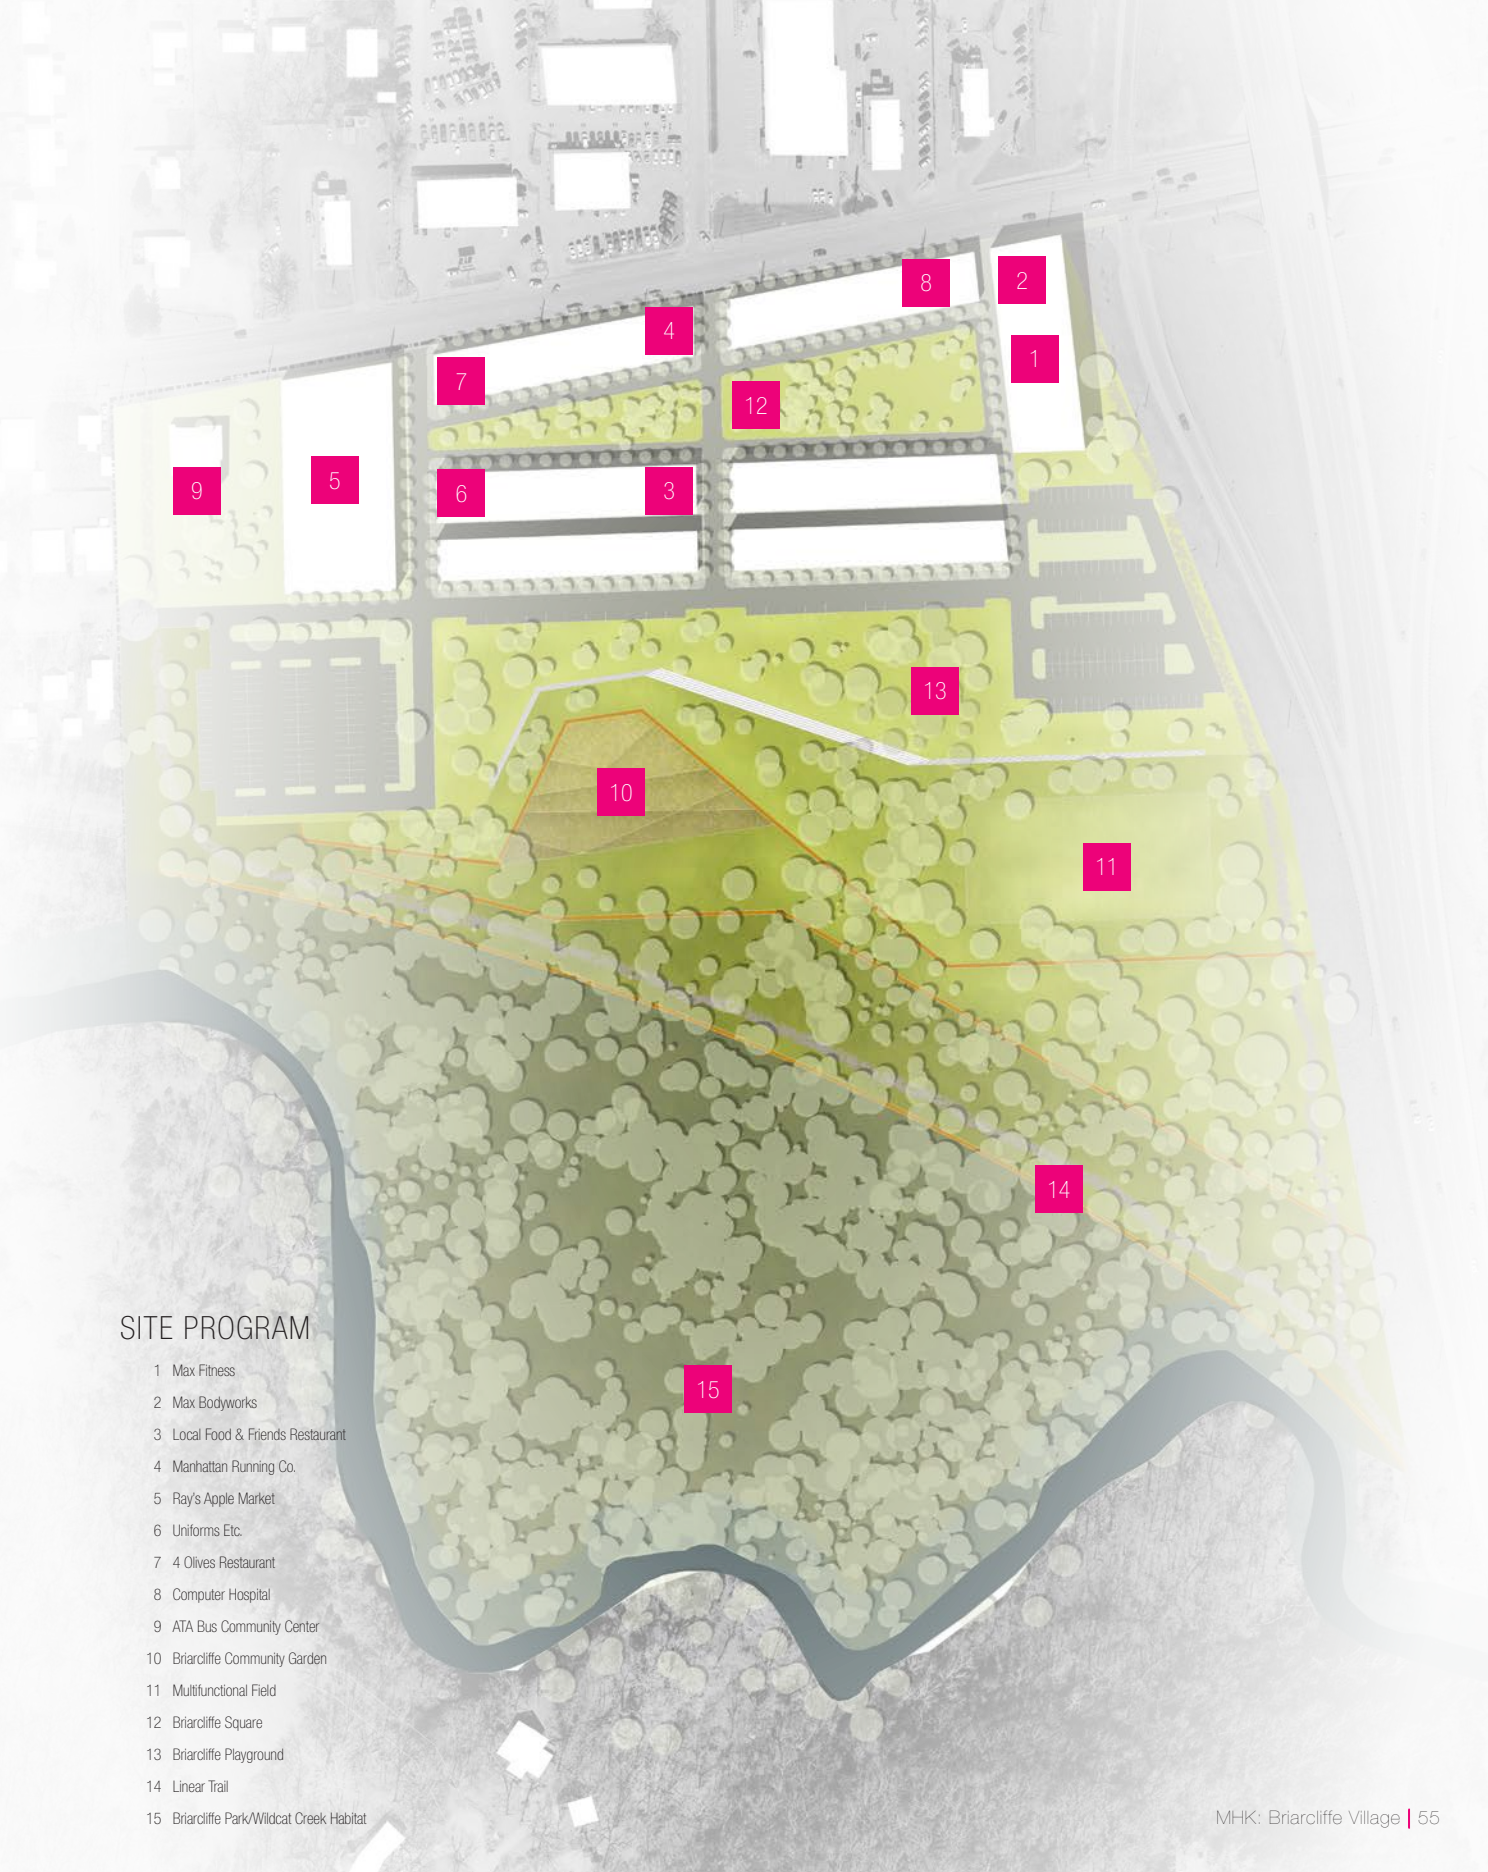 8
2
4
1
7
12
5
9
6
3
13
10
11
14
15
SITE PROGRAM
1 Max Fitness
2 Max Bodyworks
3 Local Food & Friends Restaurant
4 Manhattan Running Co.
5 Ray's Apple Market
6 Uniforms Etc.
7 4 Olives Restaurant
8 Computer Hospital
9 ATA Bus Community Center
10 Briarcliffe Community Garden
11 Multifunctional Field
12 Briarcliffe Square
13 Briarcliffe Playground
14 Linear Trail
15 Briarcliffe Park/Wildcat Creek Habitat
MHK: Briarcliffe Village | 55